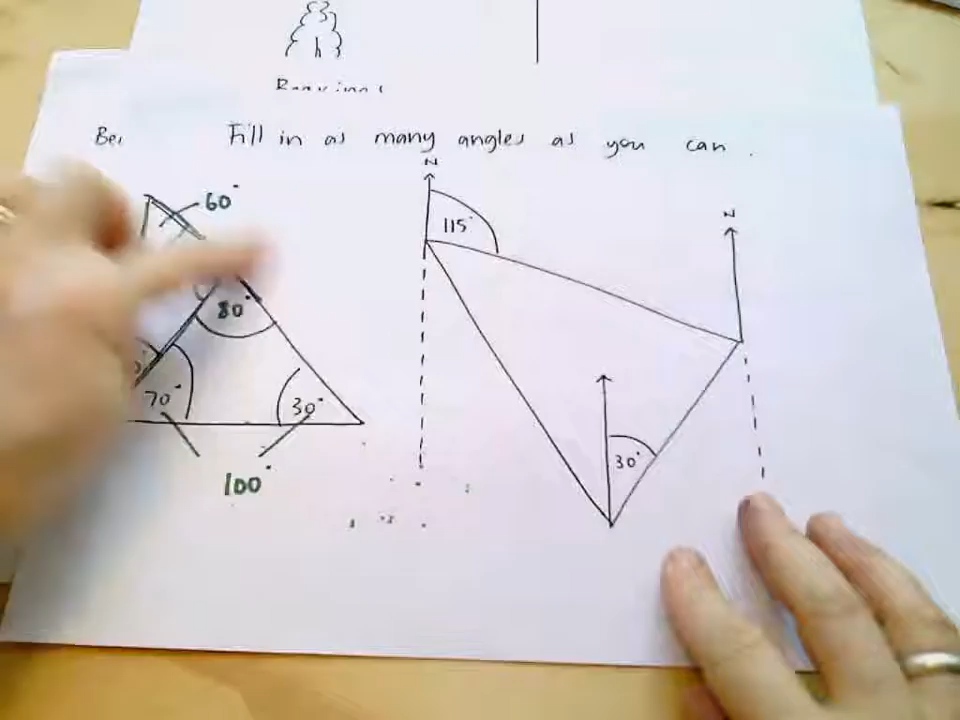 Fill in as many angles as you can .
N
60°
115°
N
80°
70°
30°
30°
100°